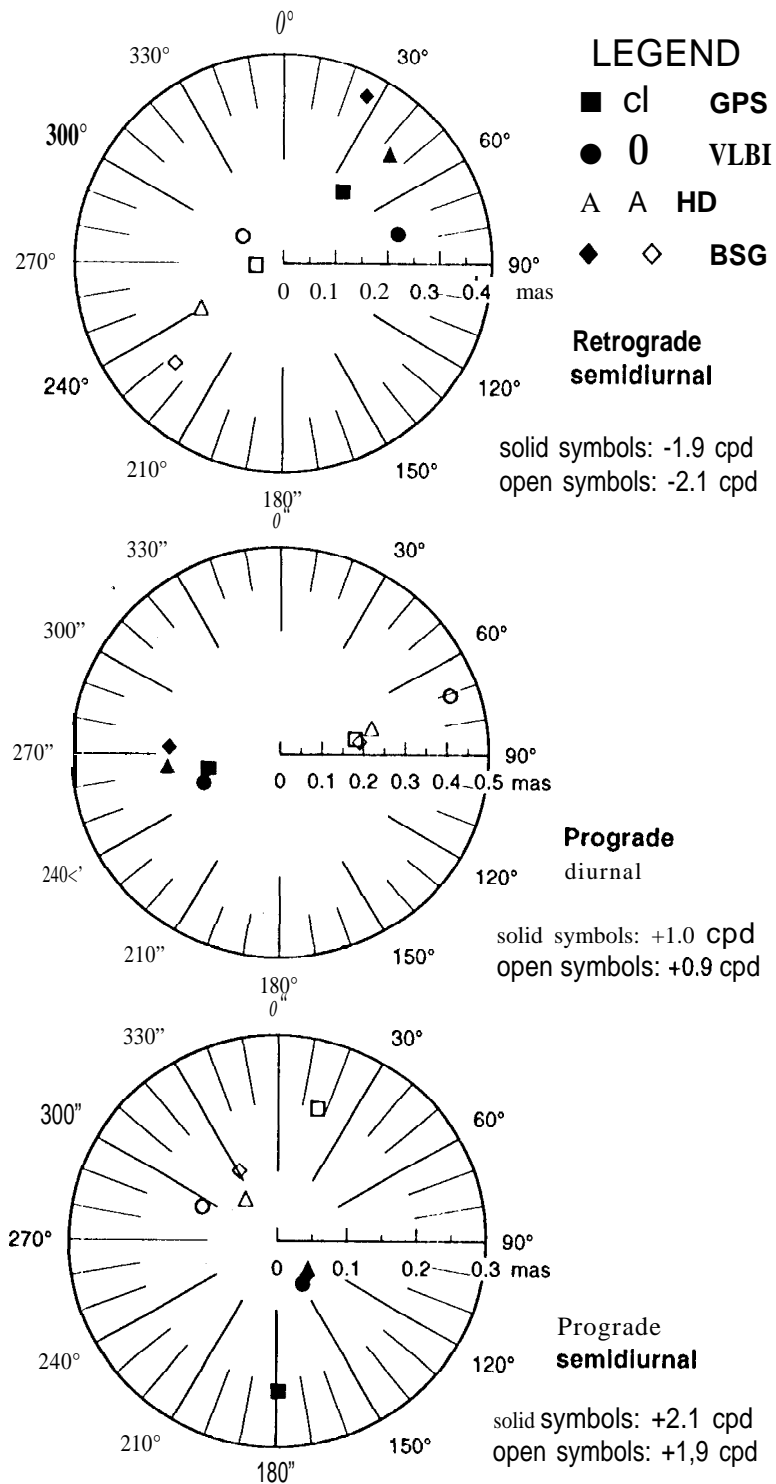 0°
330°
30°
LEGEND
■ cl GPS
300°
60°
● 0 VLBI
A A HD
270°
90°
◆ ◇ BSG
0 0.1 0.2 0.3 0.4 mas
Retrograde
semidiurnal
240°
120°
210°
150°
solid symbols: -1.9 cpd
open symbols: -2.1 cpd
180"
0"
330"
30°
300"
60°
270"
90°
0 0.1 0.2 0.3 0.4 0.5 mas
Prograde
diurnal
240<'
120°
210"
150°
solid symbols: +1.0 cpd
open symbols: +0.9 cpd
180°
0"
330"
30°
300"
60°
270°
90°
0 0.1 0.2 0.3 mas
Prograde
semidiurnal
240°
120°
210°
150°
solid symbols: +2.1 cpd
open symbols: +1,9 cpd
180"